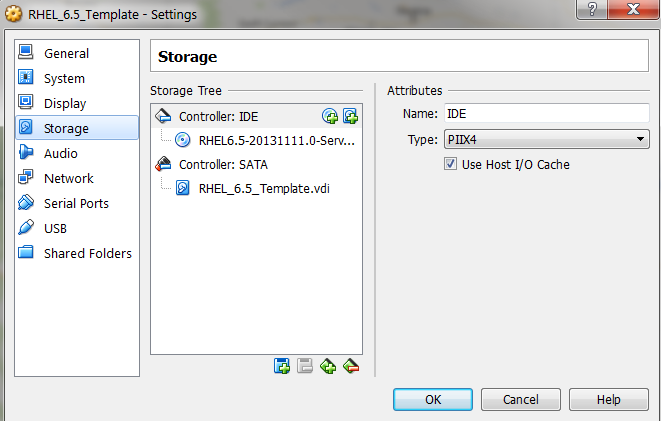 RHEL_6.5_Template - Settings
General
System
Display
Storage
Audio
Network
Serial Ports
USB
Shared Folders
Storage
Storage Tree
Controller: IDE
RHEL6.5-20131111.0-Serv...
Controller: SATA
RHEL_6.5_Template.vdi
Attributes
Name: IDE
Type: PIIX4
Use Host I/O Cache
OK Cancel Help